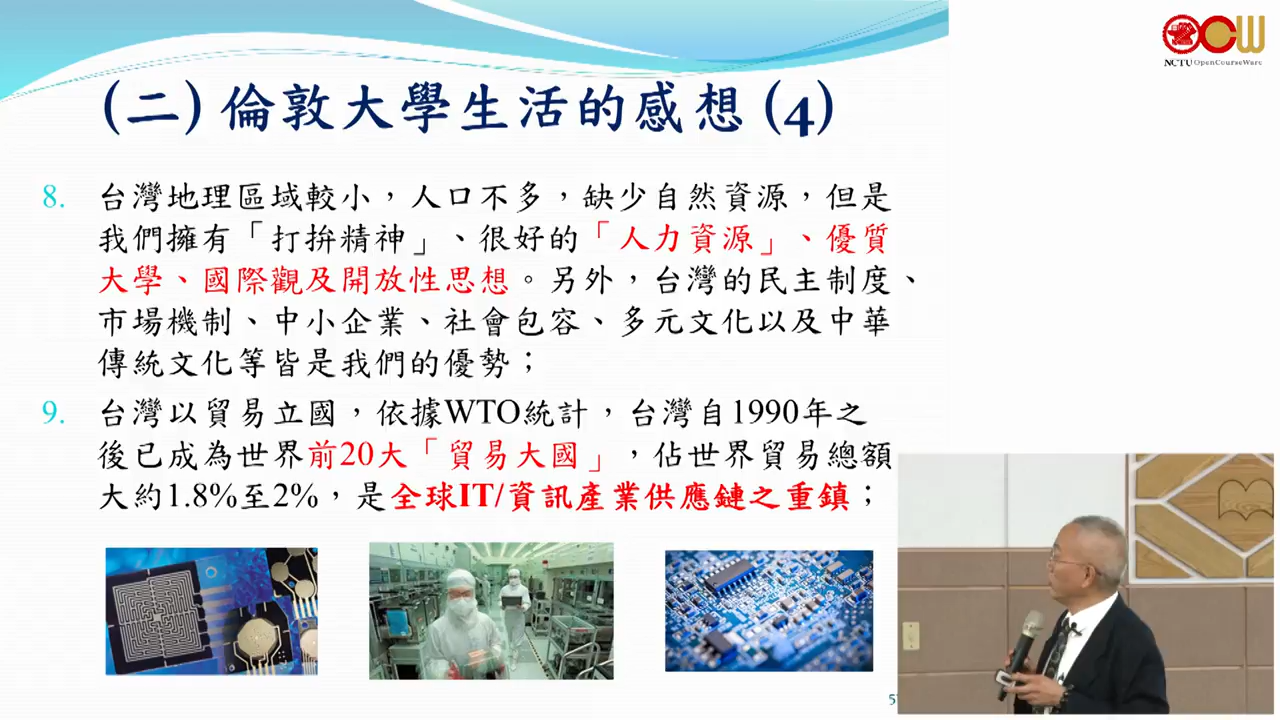 OCW
NCTU OpenCourseWare
(二) 倫敦大學生活的感想 (4)
8. 台灣地理區域較小，人口不多，缺少自然資源，但是
我們擁有「打拚精神」、很好的「人力資源」、優質
大學、國際觀及開放性思想。另外，台灣的民主制度、
市場機制、中小企業、社會包容、多元文化以及中華
傳統文化等皆是我們的優勢；
9. 台灣以貿易立國，依據WTO統計，台灣自1990年之
後已成為世界前20大「貿易大國」，佔世界貿易總額
大約1.8%至2%，是全球IT/資訊產業供應鏈之重鎮；